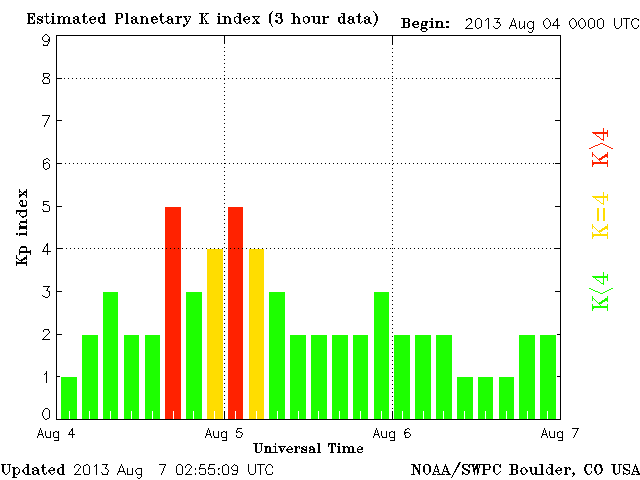 Estimated Planetary K index (3 hour data) Begin: 2013 Aug 04 0000 UTC
9
8
7
6
5
4
3
2
1
0
Kp index
K>4
K=4
K<4
Aug 4 Aug 5 Aug 6 Aug 7
Universal Time
Updated 2013 Aug 7 02:55:09 UTC NOAA/SWPC Boulder, CO USA